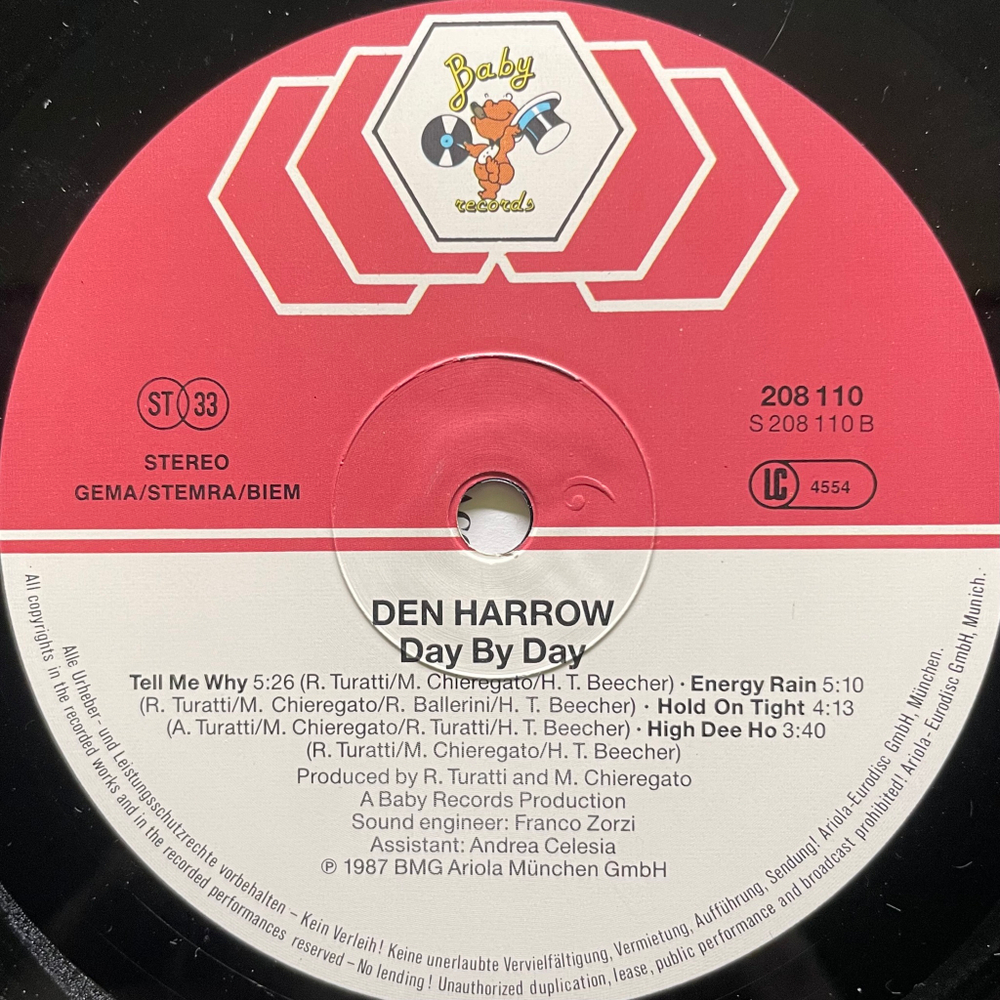 Baby
records
ST 33
STEREO
GEMA/STEMRA/BIEM
208 110
S 208 110 B
LC 4554
DEN HARROW
Day By Day
Tell Me Why 5:26 (R. Turatti/M. Chieregato/H. T. Beecher) · Energy Rain 5:10
(R. Turatti/M. Chieregato/R. Ballerini/H. T. Beecher) · Hold On Tight 4:13
(A. Turatti/M. Chieregato/R. Turatti/H. T. Beecher) · High Dee Ho 3:40
(R. Turatti/M. Chieregato/H. T. Beecher)
Produced by R. Turatti and M. Chieregato
A Baby Records Production
Sound engineer: Franco Zorzi
Assistant: Andrea Celesia
℗ 1987 BMG Ariola München GmbH
Alle Urheber- und Leistungsschutzrechte vorbehalten – Kein Verleih! Keine unerlaubte Vervielfältigung, Vermietung, Aufführung, Sendung! Ariola-Eurodisc GmbH, München.
All copyrights in the recorded works and in the recorded performances reserved – No lending! Unauthorized duplication, lease, public performance and broadcast prohibited! Ariola-Eurodisc GmbH, Munich.